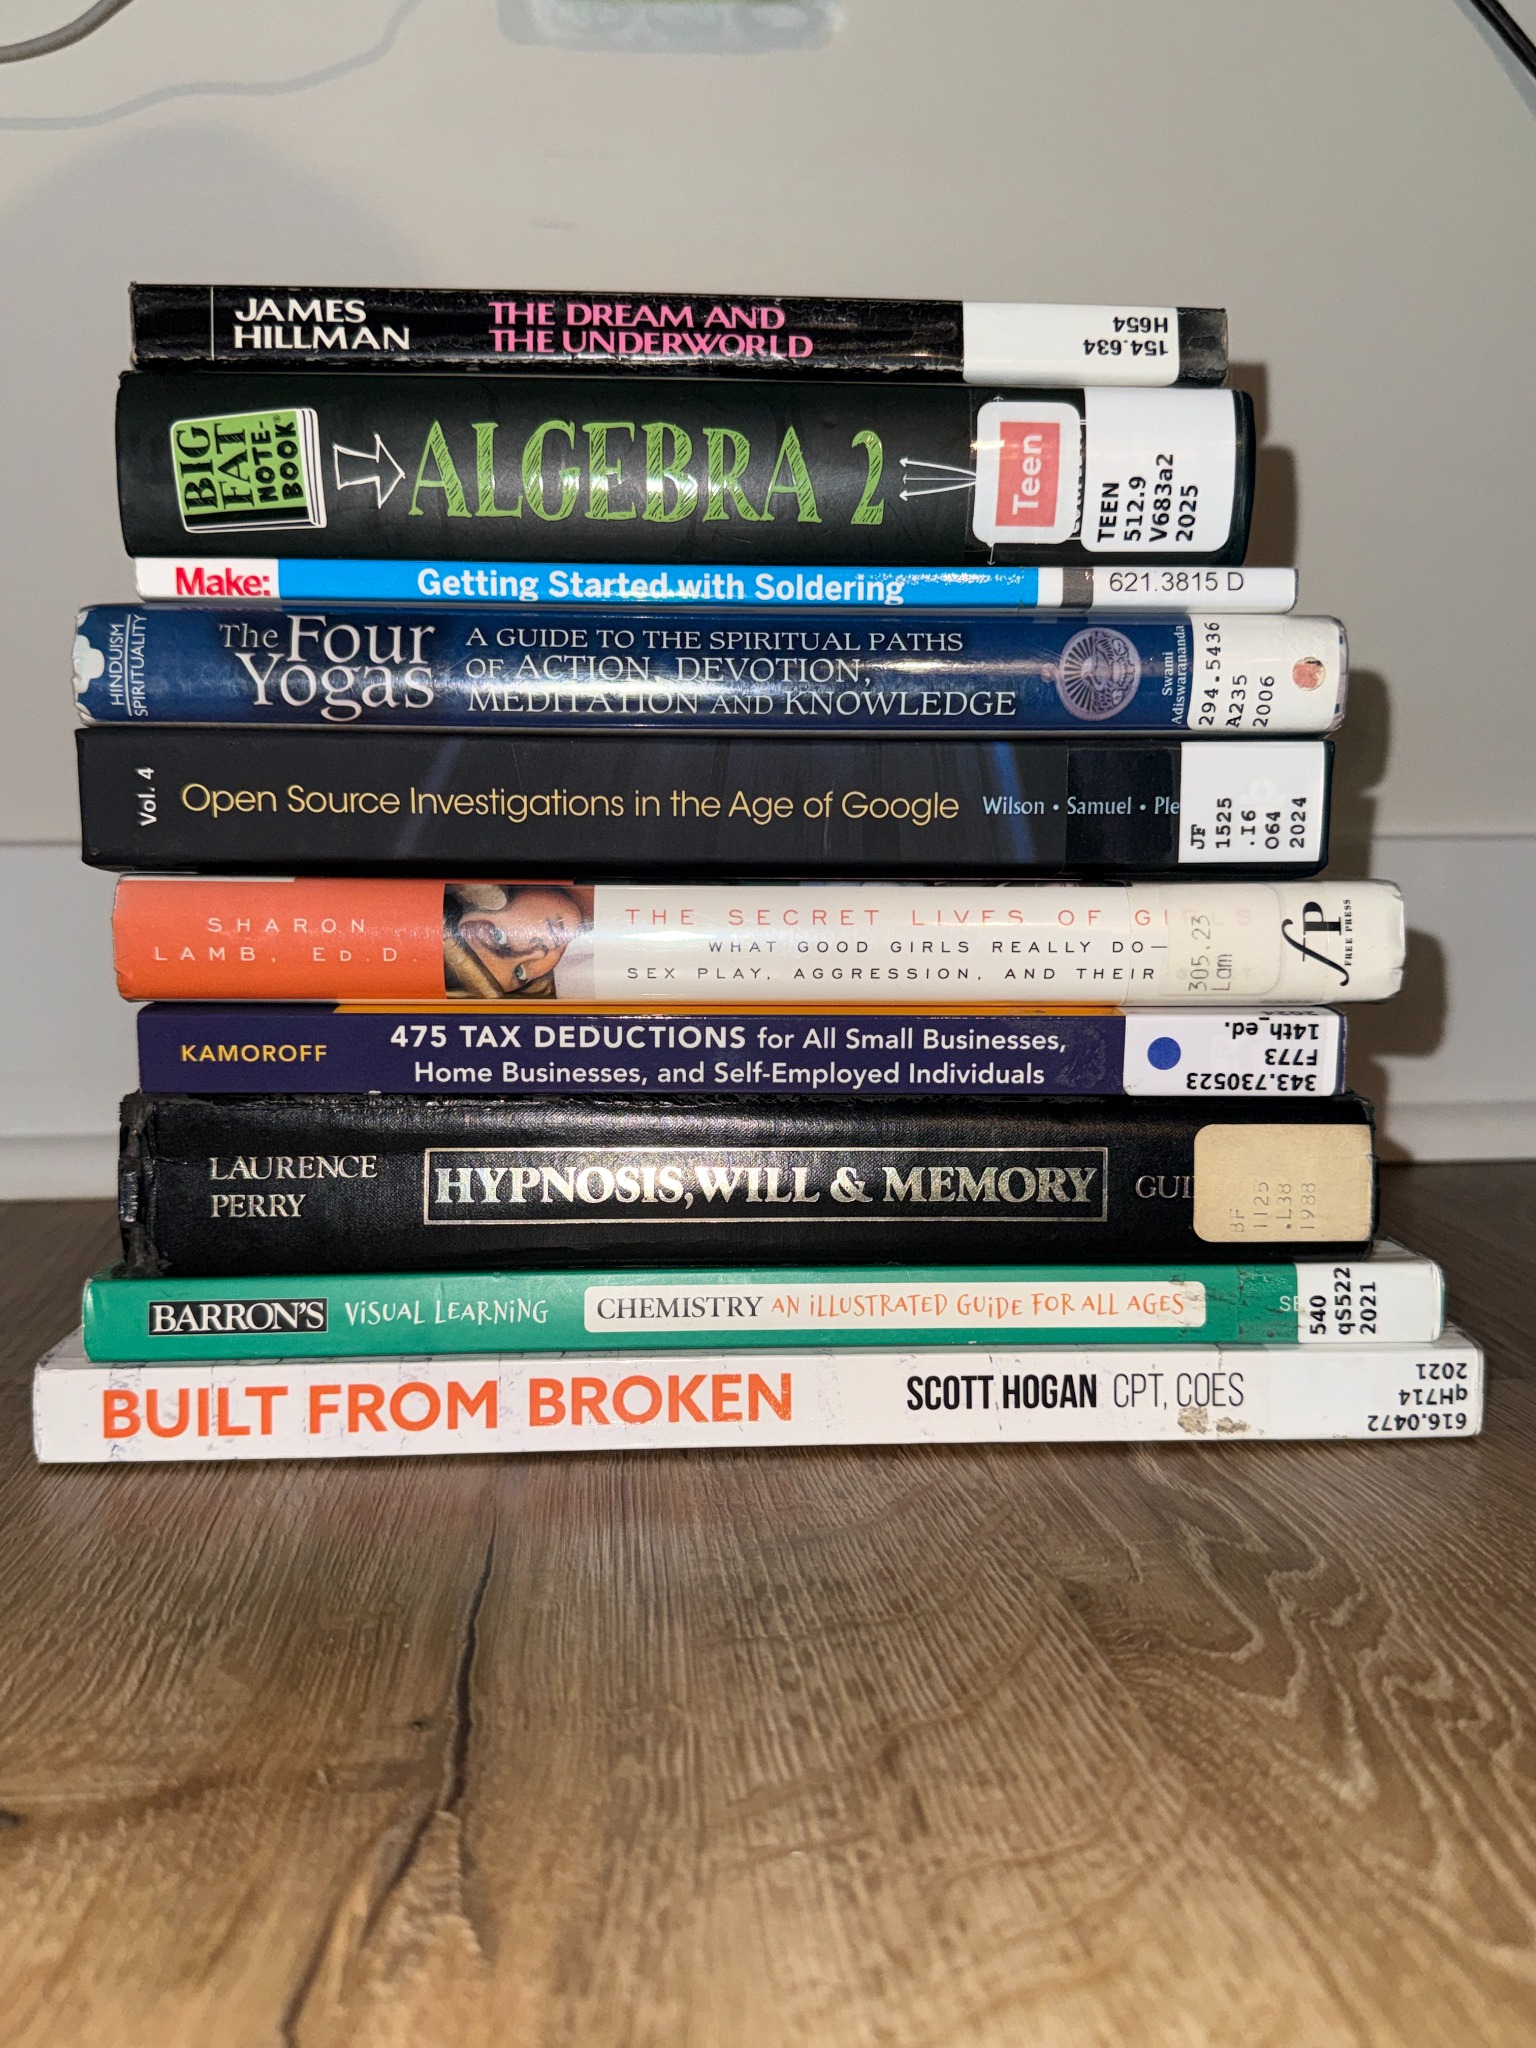 JAMES
HILLMAN
THE DREAM AND
THE UNDERWORLD
154.634
H654
BIG
FAT
NOTE-
BOOK®
ALGEBRA 2
Teen
TEEN
512.9
V683a2
2025
Make:
Getting Started with Soldering
621.3815 D
HINDUISM
SPIRITUALITY
The Four
Yogas
A GUIDE TO THE SPIRITUAL PATHS
OF ACTION, DEVOTION,
MEDITATION AND KNOWLEDGE
Swami
Adiswarananda
294.5436
A235
2006
Vol. 4
Open Source Investigations in the Age of Google
Wilson • Samuel • Ple
JF
1525
.I6
O64
2024
SHARON
LAMB, ED.D.
THE SECRET LIVES OF GIRLS
WHAT GOOD GIRLS REALLY DO—
SEX PLAY, AGGRESSION, AND THEIR
305.23
Lam
fP
FREE PRESS
KAMOROFF
475 TAX DEDUCTIONS for All Small Businesses,
Home Businesses, and Self-Employed Individuals
343.730523
F773
14th_ed.
2024
LAURENCE
PERRY
HYPNOSIS, WILL & MEMORY
GUI
BF
1125
.L38
1988
BARRON'S
VISUAL LEARNING
CHEMISTRY AN ILLUSTRATED GUIDE FOR ALL AGES
SE
540
qS522
2021
BUILT FROM BROKEN
SCOTT HOGAN CPT, COES
616.0472
qH714
2021